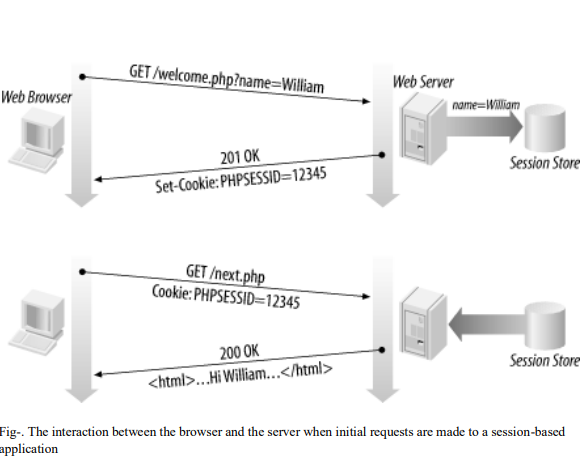 GET /welcome.php?name=William
Web Browser
Web Server
name=William
201 OK
Set-Cookie: PHPSESSID=12345
Session Store
GET /next.php
Cookie: PHPSESSID=12345
200 OK
<html>...Hi William...</html>
Session Store
Fig-. The interaction between the browser and the server when initial requests are made to a session-based
application